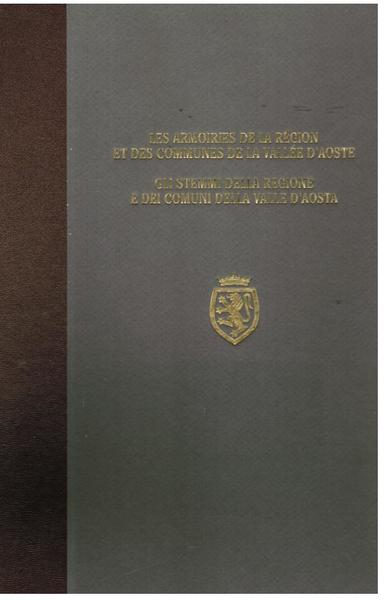 LES ARMOIRIES DE LA RÉGION
ET DES COMMUNES DE LA VALLÉE D'AOSTE
GLI STEMMI DELLA REGIONE
E DEI COMUNI DELLA VALLE D'AOSTA